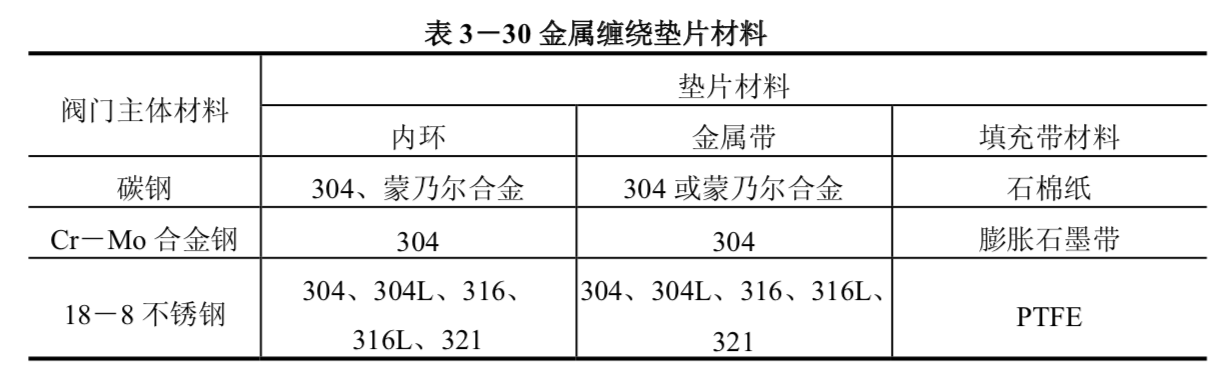 表 3－30 金属缠绕垫片材料
阀门主体材料
垫片材料
内环
金属带
填充带材料
碳钢
304、蒙乃尔合金
304 或蒙乃尔合金
石棉纸
Cr－Mo 合金钢
304
304
膨胀石墨带
18－8 不锈钢
304、304L、316、
316L、321
304、304L、316、316L、
321
PTFE